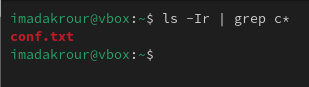 imadakrour@vbox:~$ ls -Ir | grep c*
conf.txt
imadakrour@vbox:~$